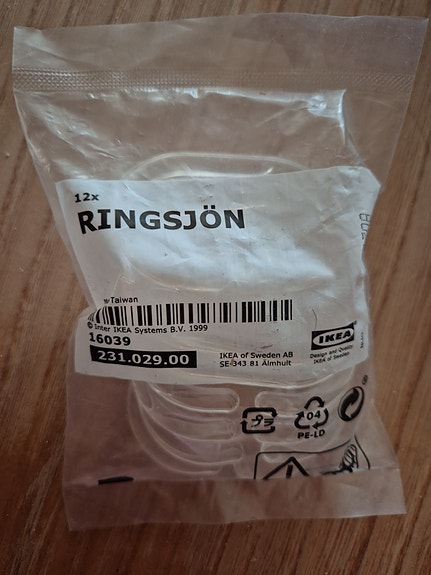 12x
RINGSJÖN
Taiwan
© Inter IKEA Systems B.V. 1999
16039
231.029.00
IKEA of Sweden AB
SE-343 81 Älmhult
IKEA
Design and Quality
IKEA of Sweden
04
PE-LD